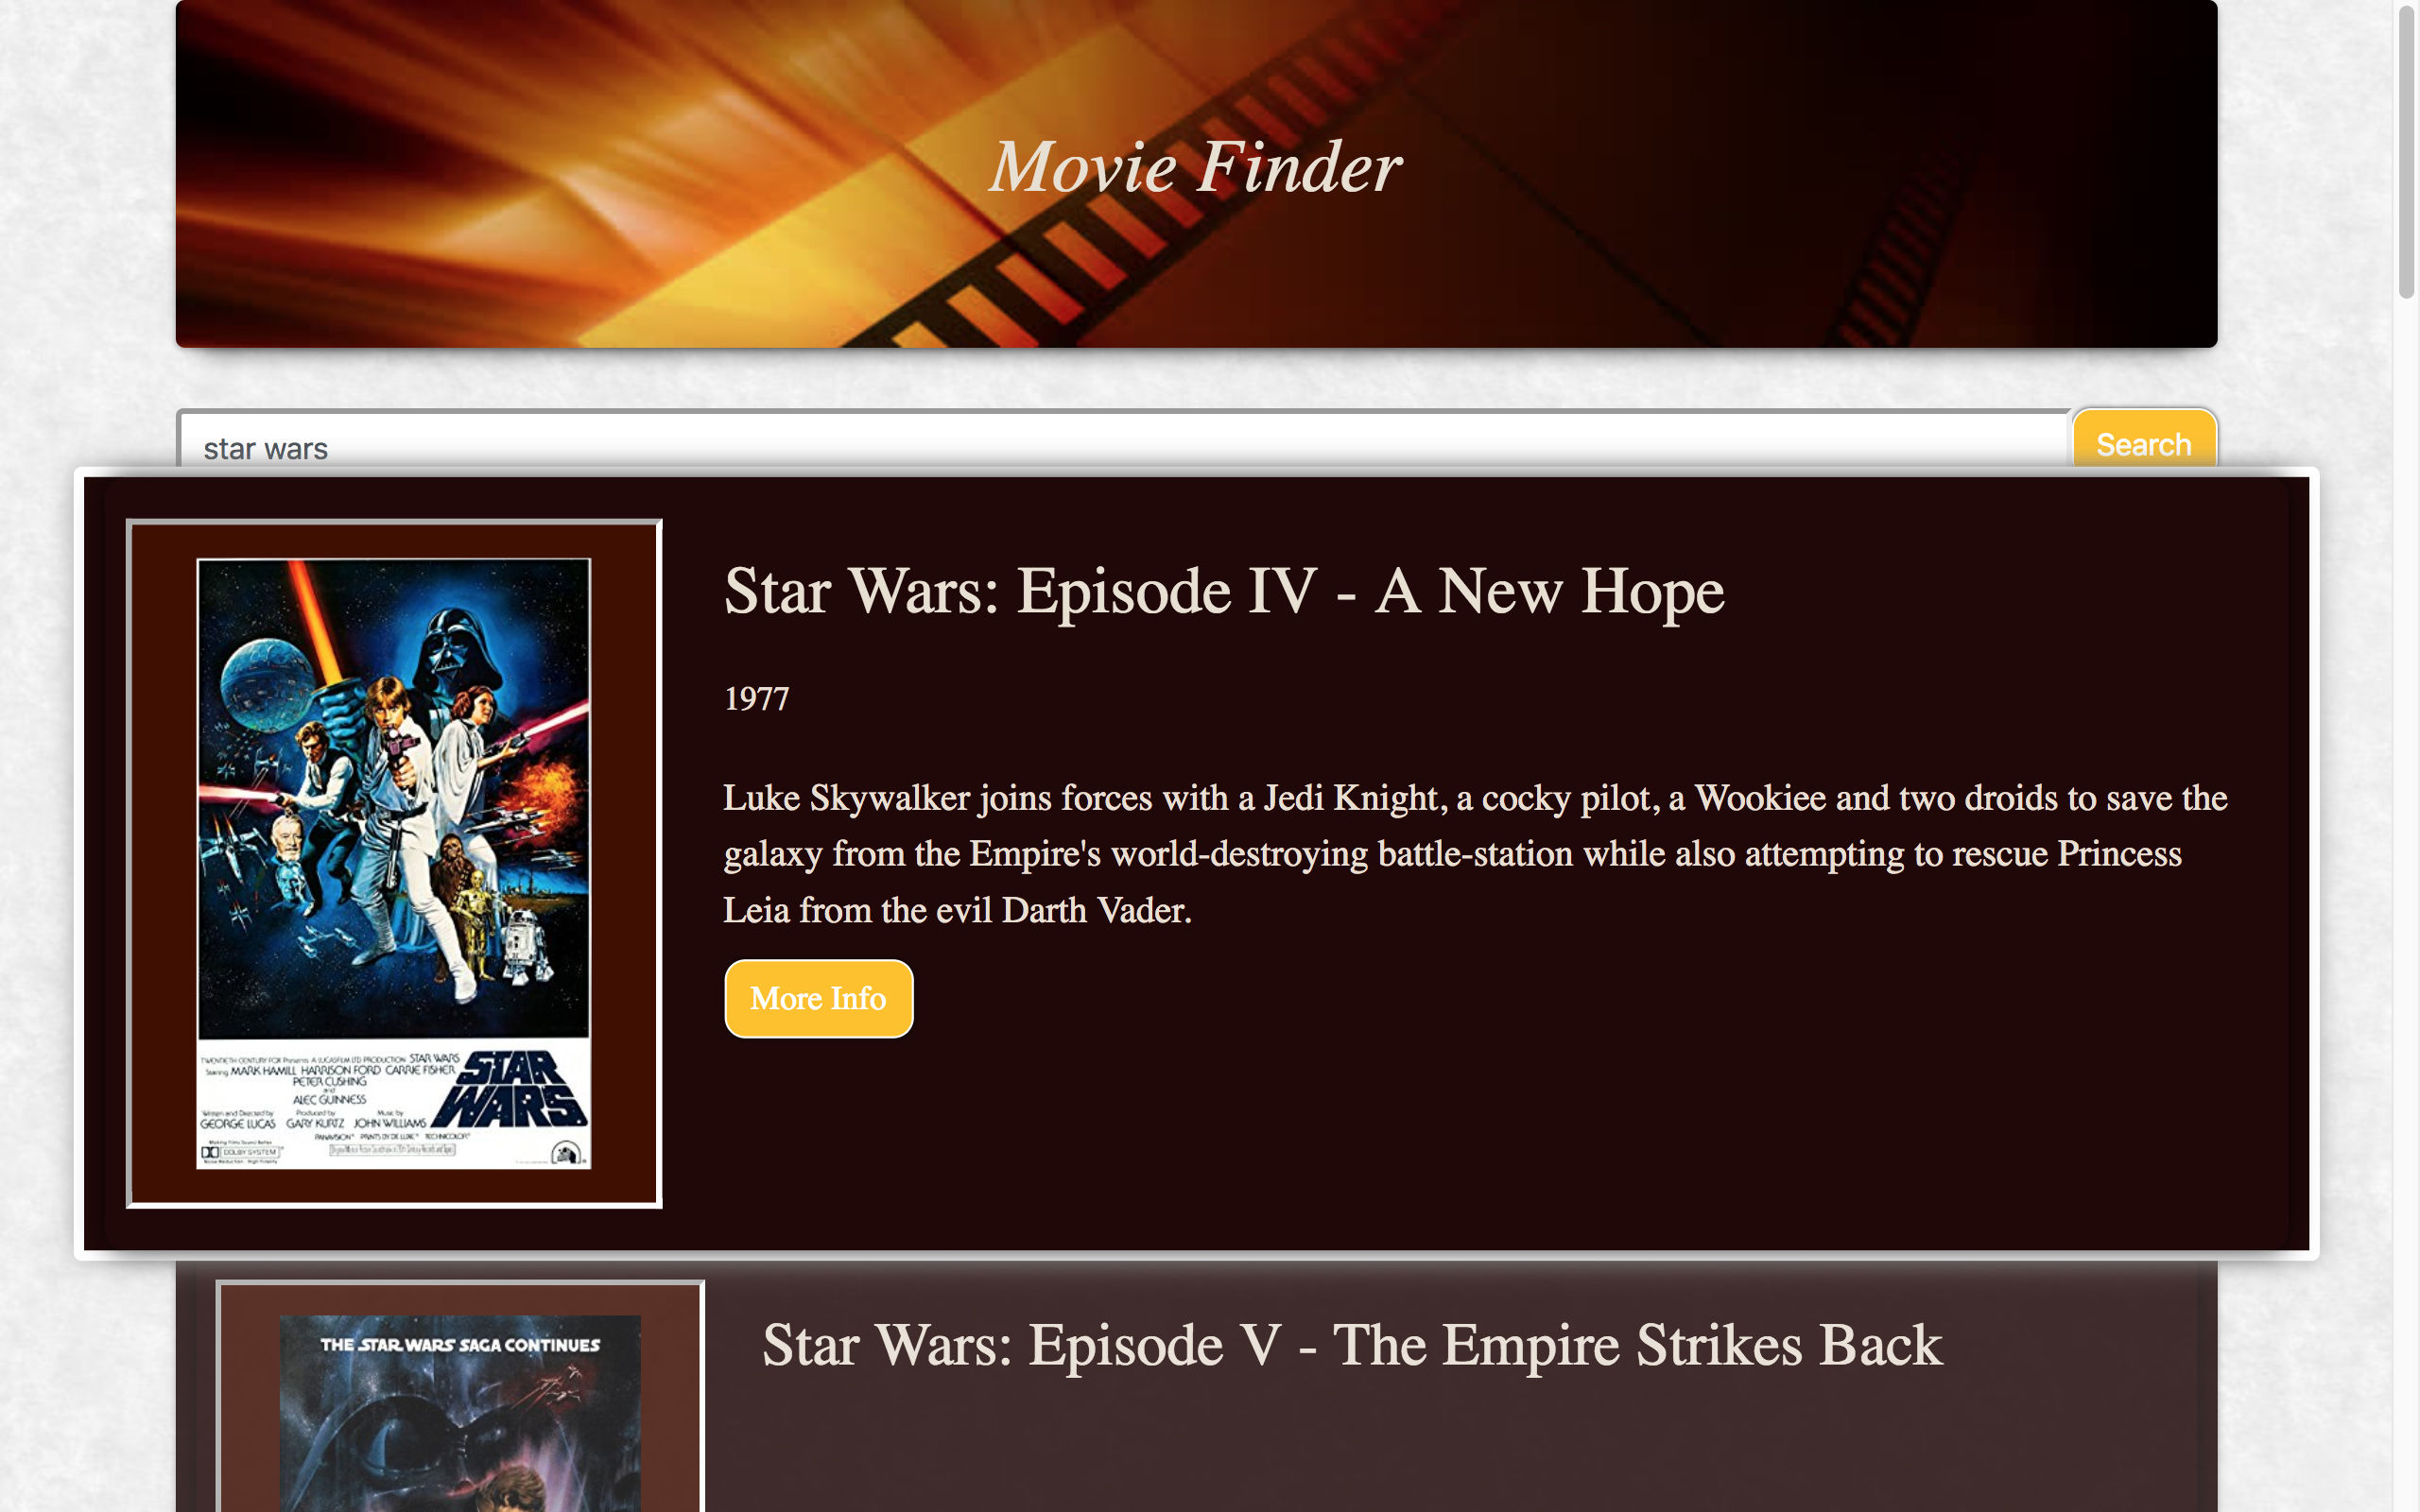 Movie Finder
star wars
Search
Star Wars: Episode IV - A New Hope
1977
Luke Skywalker joins forces with a Jedi Knight, a cocky pilot, a Wookiee and two droids to save the
galaxy from the Empire's world-destroying battle-station while also attempting to rescue Princess
Leia from the evil Darth Vader.
More Info
TWENTIETH CENTURY FOX Presents A LUCASFILM LTD PRODUCTION STAR WARS
Starring MARK HAMILL HARRISON FORD CARRIE FISHER
PETER CUSHING
and
ALEC GUINNESS
STAR
WARS
Written and Directed by Produced by Music by
GEORGE LUCAS GARY KURTZ JOHN WILLIAMS
PANAVISION® PRINTS BY DE LUXE® TECHNICOLOR®
DOLBY SYSTEM
Star Wars: Episode V - The Empire Strikes Back
THE STAR WARS SAGA CONTINUES